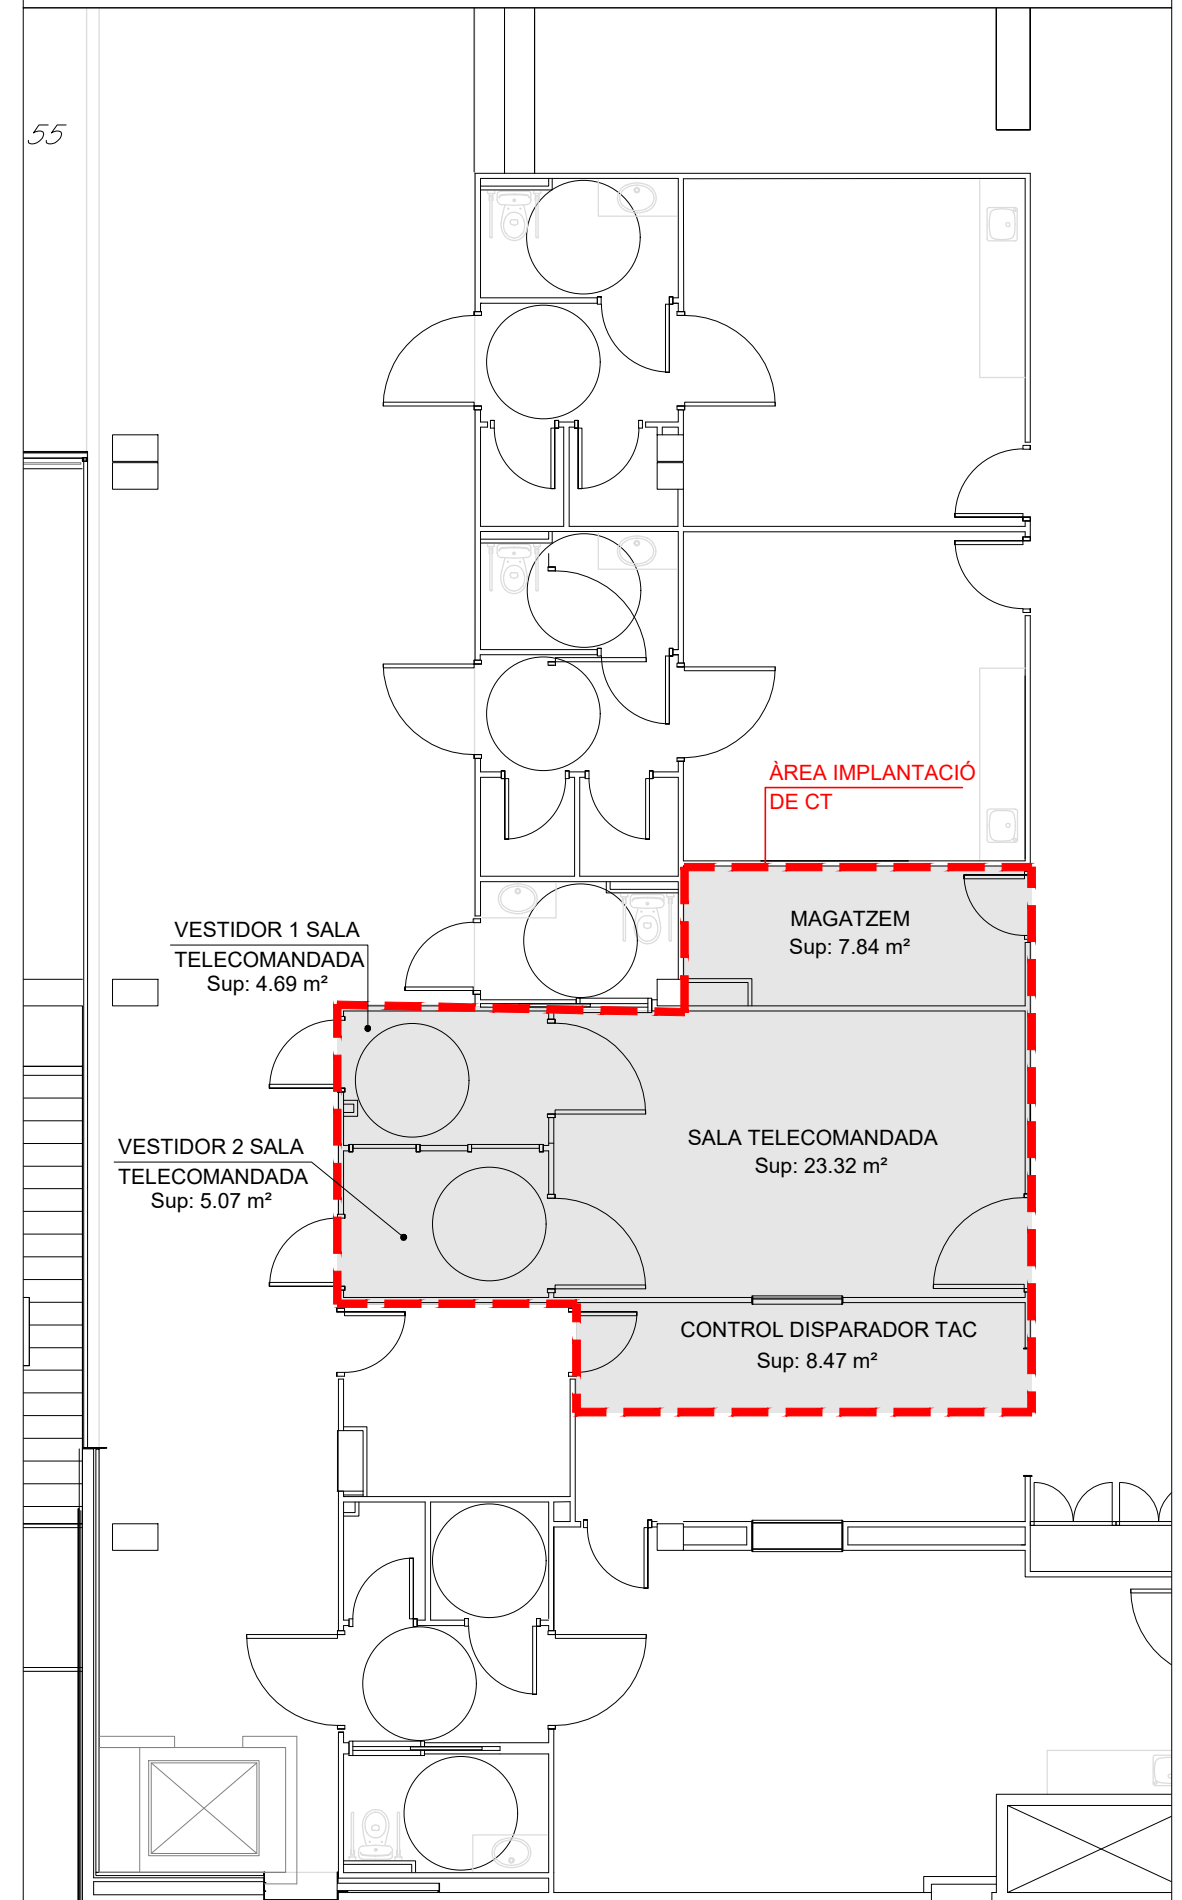 55
ÀREA IMPLANTACIÓ
DE CT
MAGATZEM
Sup: 7.84 m²
VESTIDOR 1 SALA
TELECOMANDADA
Sup: 4.69 m²
SALA TELECOMANDADA
Sup: 23.32 m²
VESTIDOR 2 SALA
TELECOMANDADA
Sup: 5.07 m²
CONTROL DISPARADOR TAC
Sup: 8.47 m²